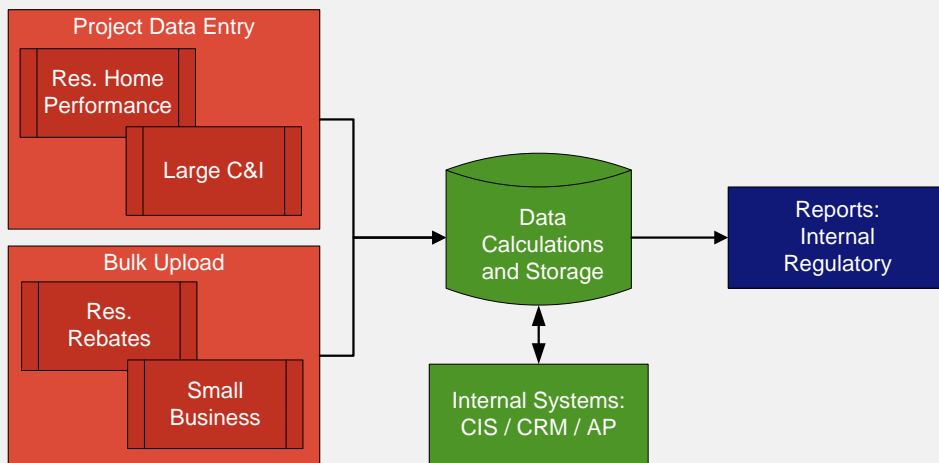 Project Data Entry
Res. Home
Performance
Large C&I
Bulk Upload
Res.
Rebates
Small
Business
Data
Calculations
and Storage
Internal Systems:
CIS / CRM / AP
Reports:
Internal
Regulatory